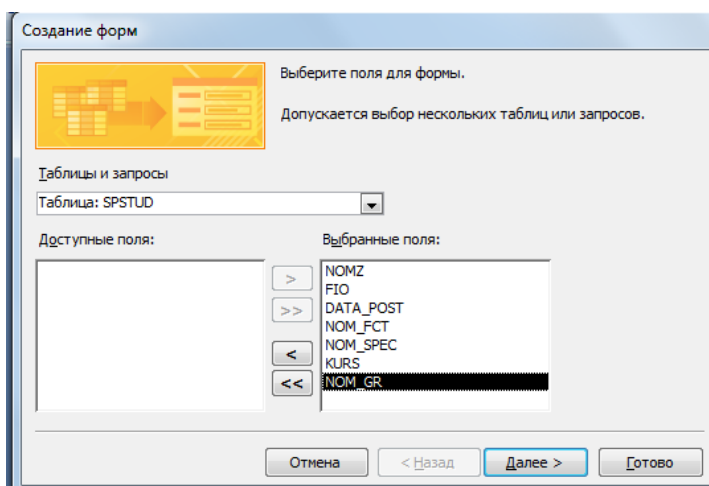 Создание форм
Выберите поля для формы.
Допускается выбор нескольких таблиц или запросов.
Таблицы и запросы
Таблица: SPSTUD
Доступные поля:
Выбранные поля:
>
>>
<
<<
NOMZ
FIO
DATA_POST
NOM_FCT
NOM_SPEC
KURS
NOM_GR
Отмена
< Назад
Далее >
Готово